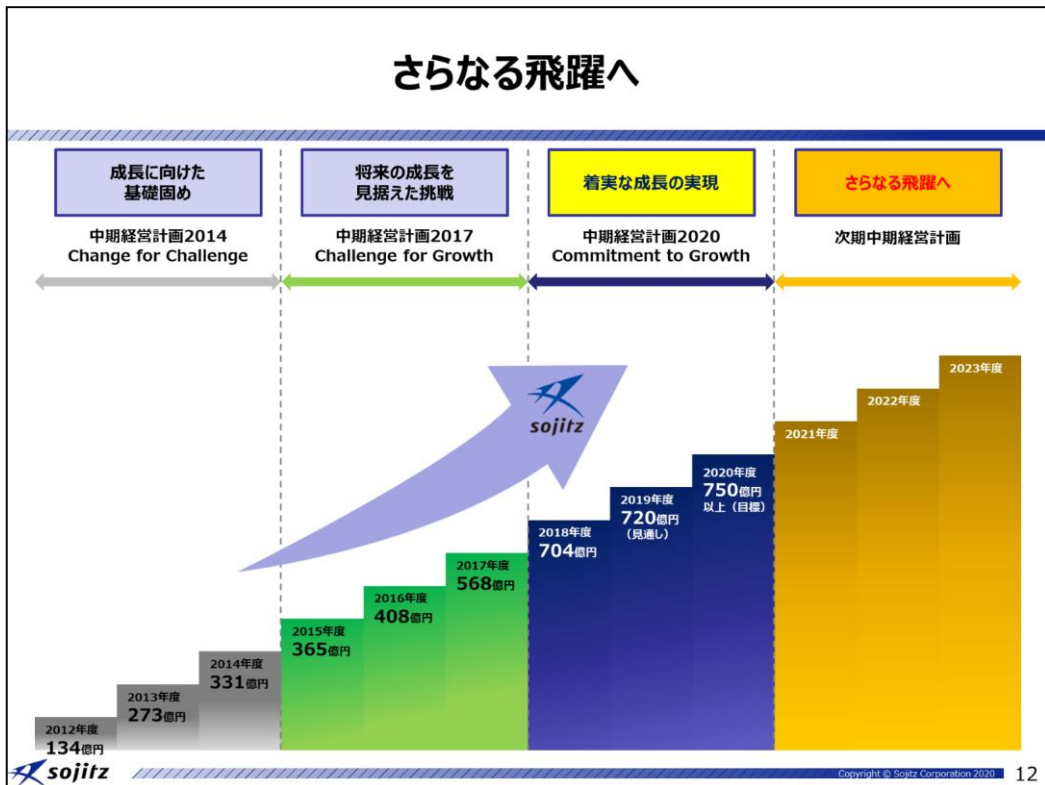 さらなる飛躍へ
成長に向けた
基礎固め
中期経営計画2014
Change for Challenge
将来の成長を
見据えた挑戦
中期経営計画2017
Challenge for Growth
着実な成長の実現
中期経営計画2020
Commitment to Growth
さらなる飛躍へ
次期中期経営計画
sojitz
2012年度
134億円
2013年度
273億円
2014年度
331億円
2015年度
365億円
2016年度
408億円
2017年度
568億円
2018年度
704億円
2019年度
720億円
(見通し)
2020年度
750億円
以上(目標)
2021年度
2022年度
2023年度
sojitz
Copyright © Sojitz Corporation 2020
12